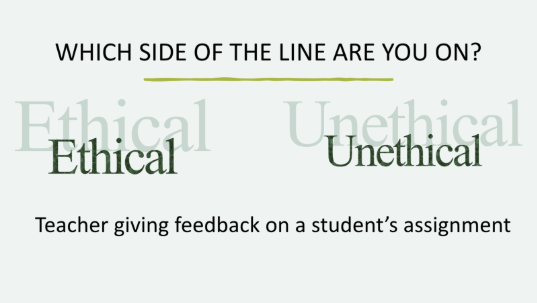 WHICH SIDE OF THE LINE ARE YOU ON?
Ethical Unethical
Ethical Unethical
Teacher giving feedback on a student’s assignment